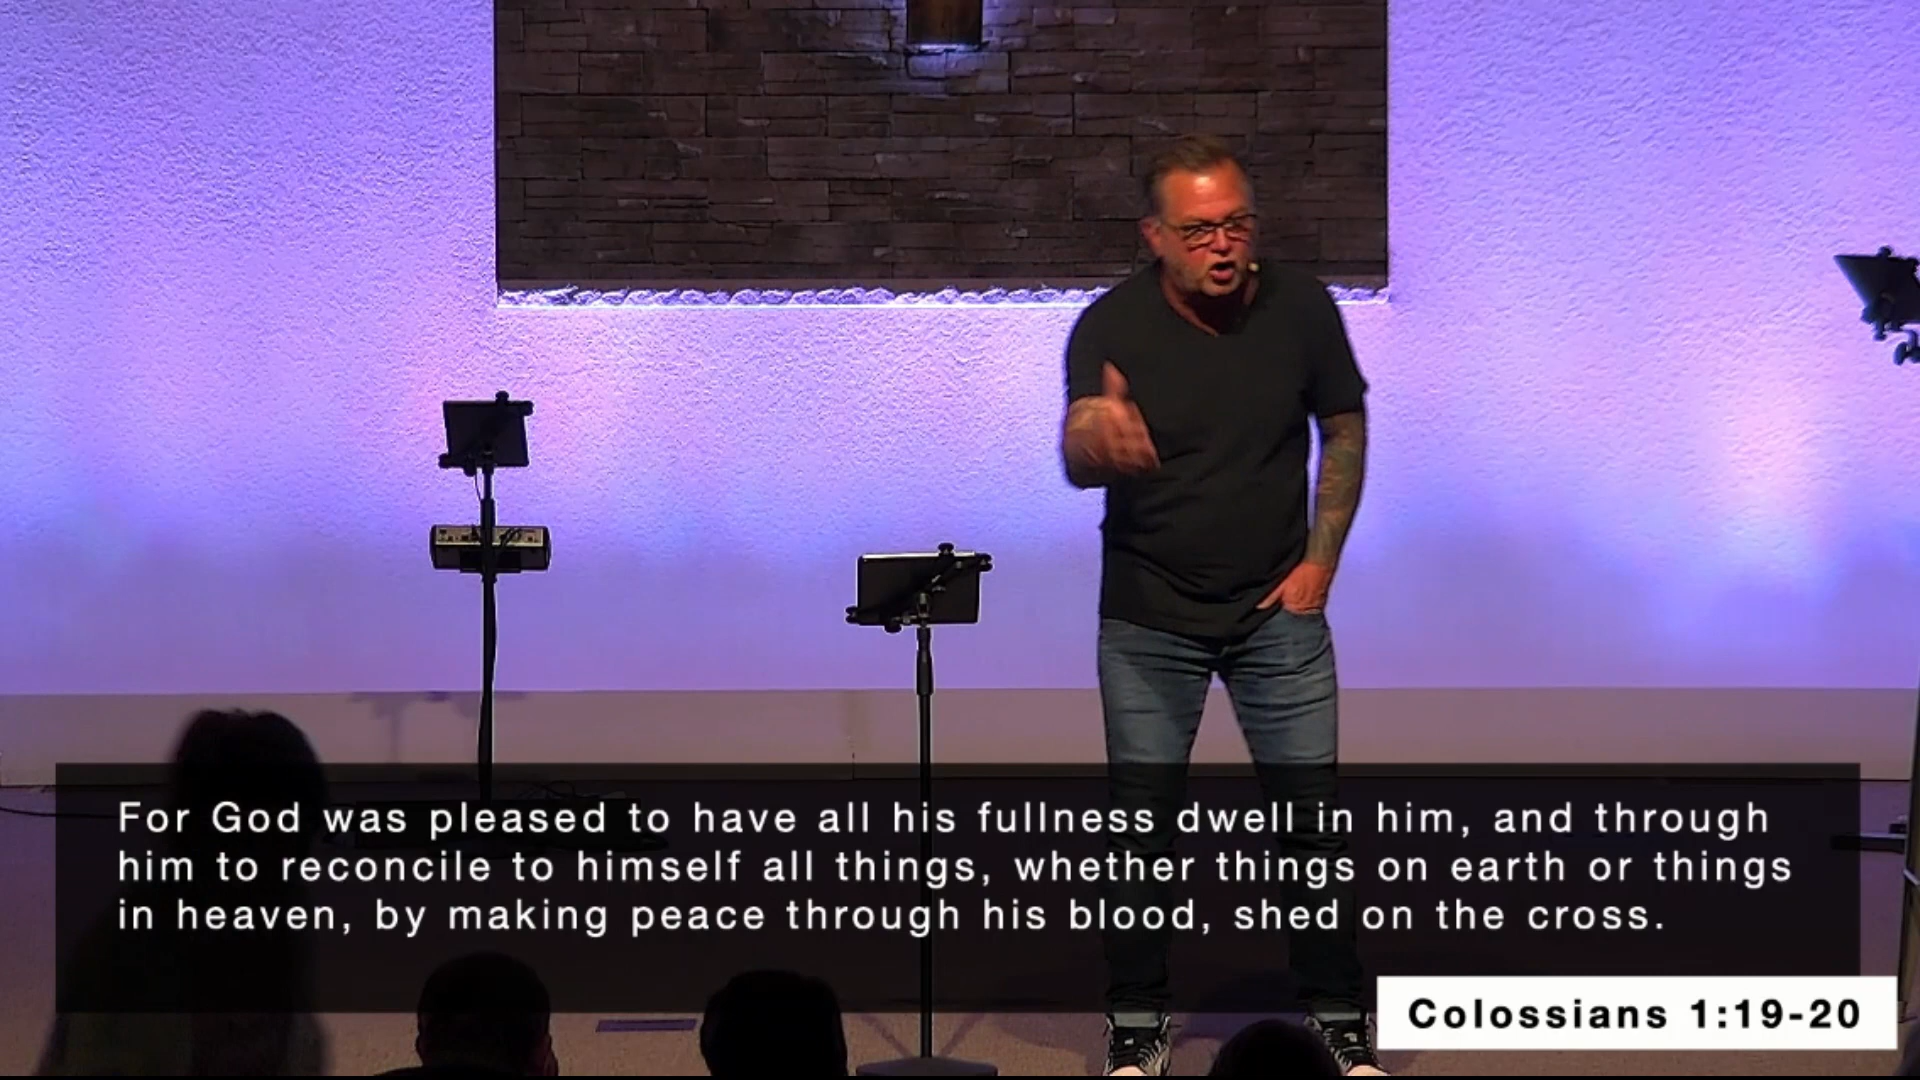 For God was pleased to have all his fullness dwell in him, and through
him to reconcile to himself all things, whether things on earth or things
in heaven, by making peace through his blood, shed on the cross.
Colossians 1:19-20